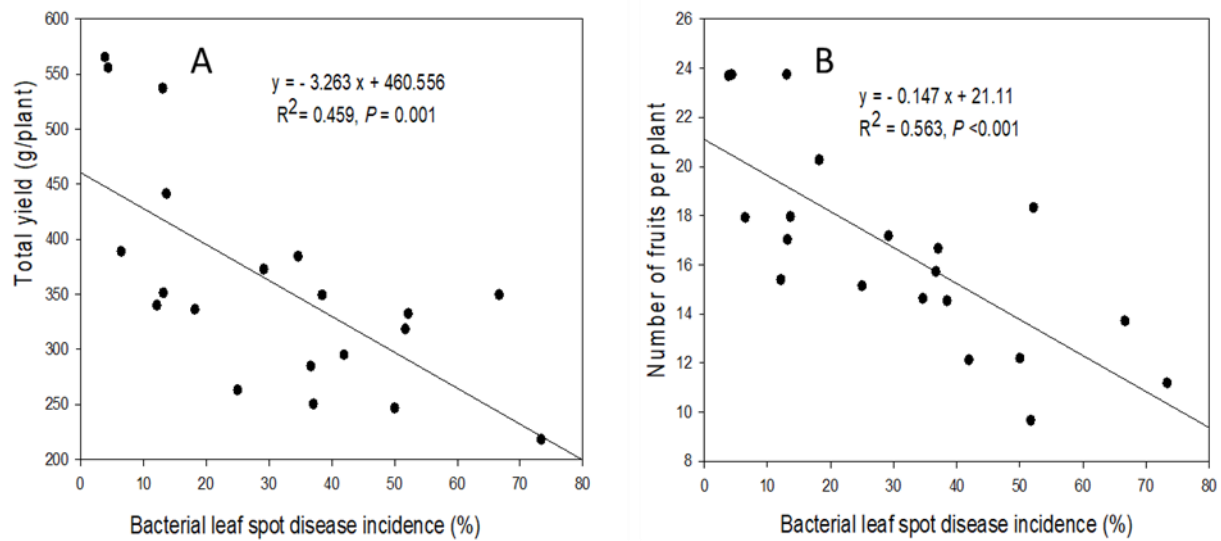 A
y = - 3.263 x + 460.556
R2 = 0.459, P = 0.001
Total yield (g/plant)
600
550
500
450
400
350
300
250
200
0 10 20 30 40 50 60 70 80
Bacterial leaf spot disease incidence (%)
B
y = - 0.147 x + 21.11
R2 = 0.563, P <0.001
Number of fruits per plant
26
24
22
20
18
16
14
12
10
8
0 10 20 30 40 50 60 70 80
Bacterial leaf spot disease incidence (%)